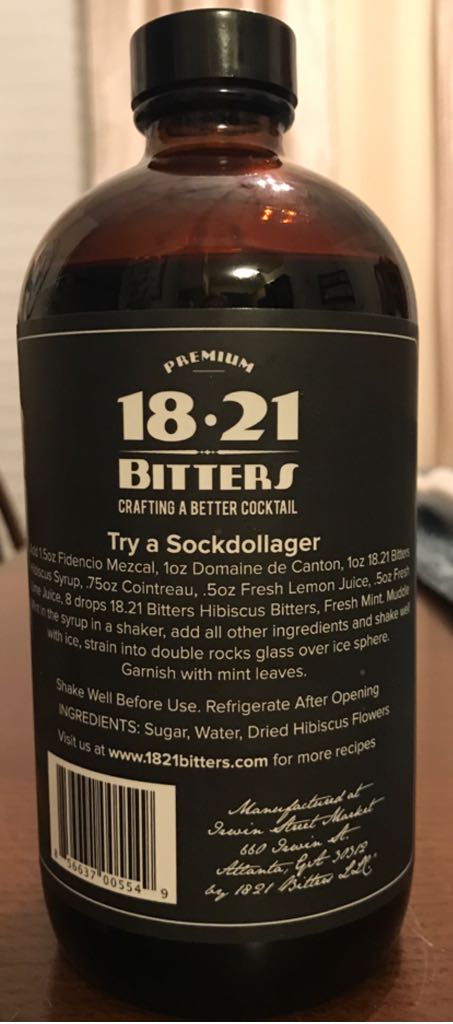 PREMIUM
18·21
BITTERS
CRAFTING A BETTER COCKTAIL
Try a Sockdollager
Add 1.5oz Fidencio Mezcal, 1oz Domaine de Canton, 1oz 18.21 Bitters
Hibiscus Syrup, .75oz Cointreau, .5oz Fresh Lemon Juice, .5oz Fresh
Lime Juice, 8 drops 18.21 Bitters Hibiscus Bitters, Fresh Mint. Muddle
Mint in the syrup in a shaker, add all other ingredients and shake well
with ice, strain into double rocks glass over ice sphere.
Garnish with mint leaves.
Shake Well Before Use. Refrigerate After Opening
INGREDIENTS: Sugar, Water, Dried Hibiscus Flowers
Visit us at www.1821bitters.com for more recipes
8 56637 00554 9
Manufactured at
Irwin Street Market
660 Irwin St.
Atlanta, GA 30312
by 1821 Bitters LLC